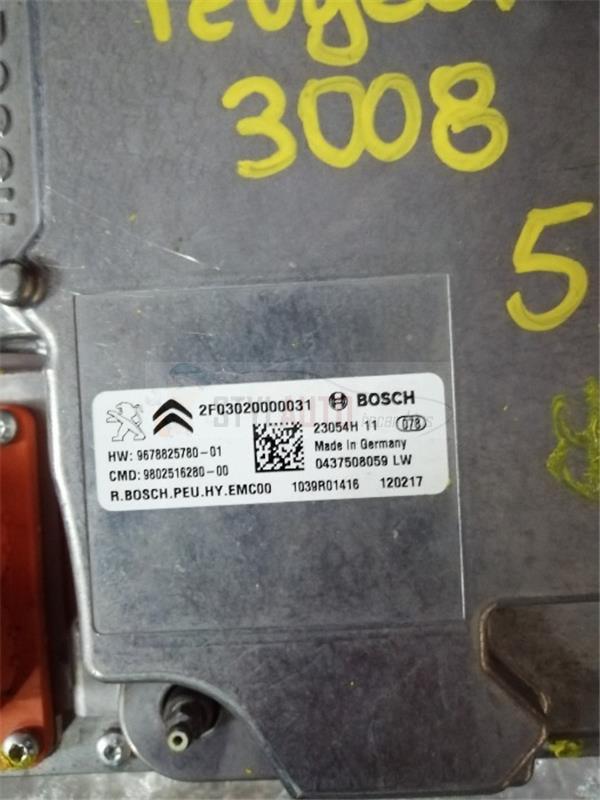 Peugeot
3008
5
2F03020000031 BOSCH
23054H 11 078
HW: 9678825780-01 Made in Germany
CMD: 9802516280-00 0437508059 LW
R.BOSCH.PEU.HY.EMC00 1039R01416 120217